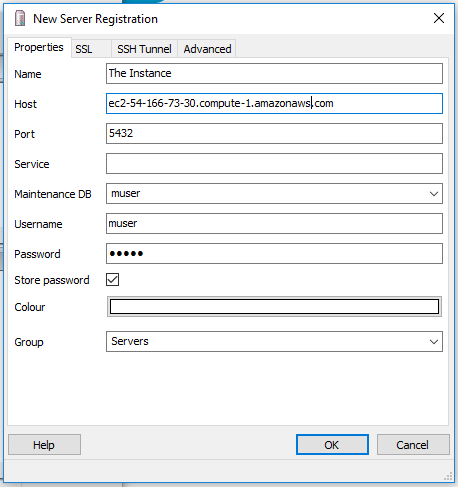 New Server Registration
Properties SSL SSH Tunnel Advanced
Name The Instance
Host ec2-54-166-73-30.compute-1.amazonaws.com
Port 5432
Service
Maintenance DB muser
Username muser
Password •••••
Store password
Colour
Group Servers
Help OK Cancel